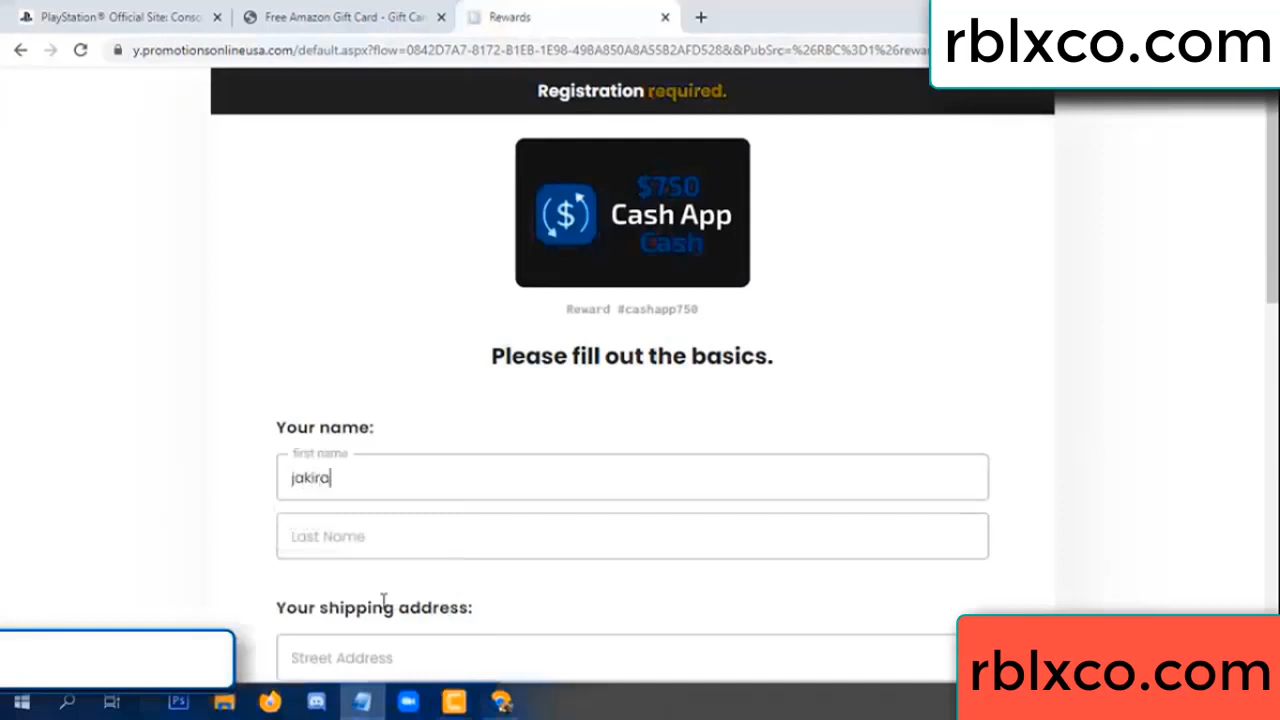 PlayStation® Official Site: Conso
Free Amazon Gift Card - Gift Car
Rewards
rblxco.com
y.promotionsonlineusa.com/default.aspx?flow=0842D7A7-8172-B1EB-1E98-498A850A8A55B2AFD528&&PubSrc=%26RBC%3D1%26rewar
Registration required.
$750
Cash App
Cash
Reward #cashapp750
Please fill out the basics.
Your name:
first name
jakira
Last Name
Your shipping address:
Street Address
rblxco.com
Ps